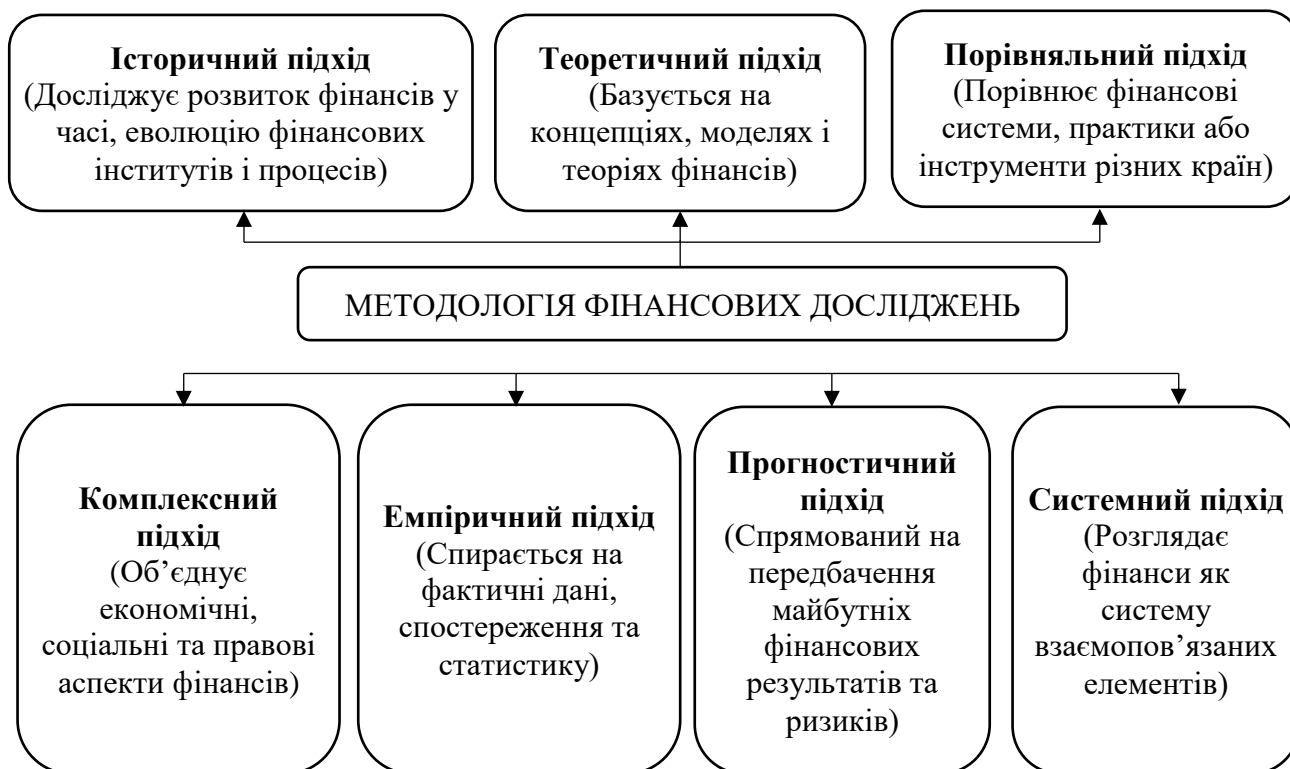 Історичний підхід
(Досліджує розвиток фінансів у
часі, еволюцію фінансових
інститутів і процесів)
Теоретичний підхід
(Базується на
концепціях, моделях і
теоріях фінансів)
Порівняльний підхід
(Порівнює фінансові
системи, практики або
інструменти різних країн)
МЕТОДОЛОГІЯ ФІНАНСОВИХ ДОСЛІДЖЕНЬ
Комплексний
підхід
(Об’єднує
економічні,
соціальні та правові
аспекти фінансів)
Емпіричний підхід
(Спирається на
фактичні дані,
спостереження та
статистику)
Прогностичний
підхід
(Спрямований на
передбачення
майбутніх
фінансових
результатів та
ризиків)
Системний підхід
(Розглядає
фінанси як
систему
взаємопов’язаних
елементів)